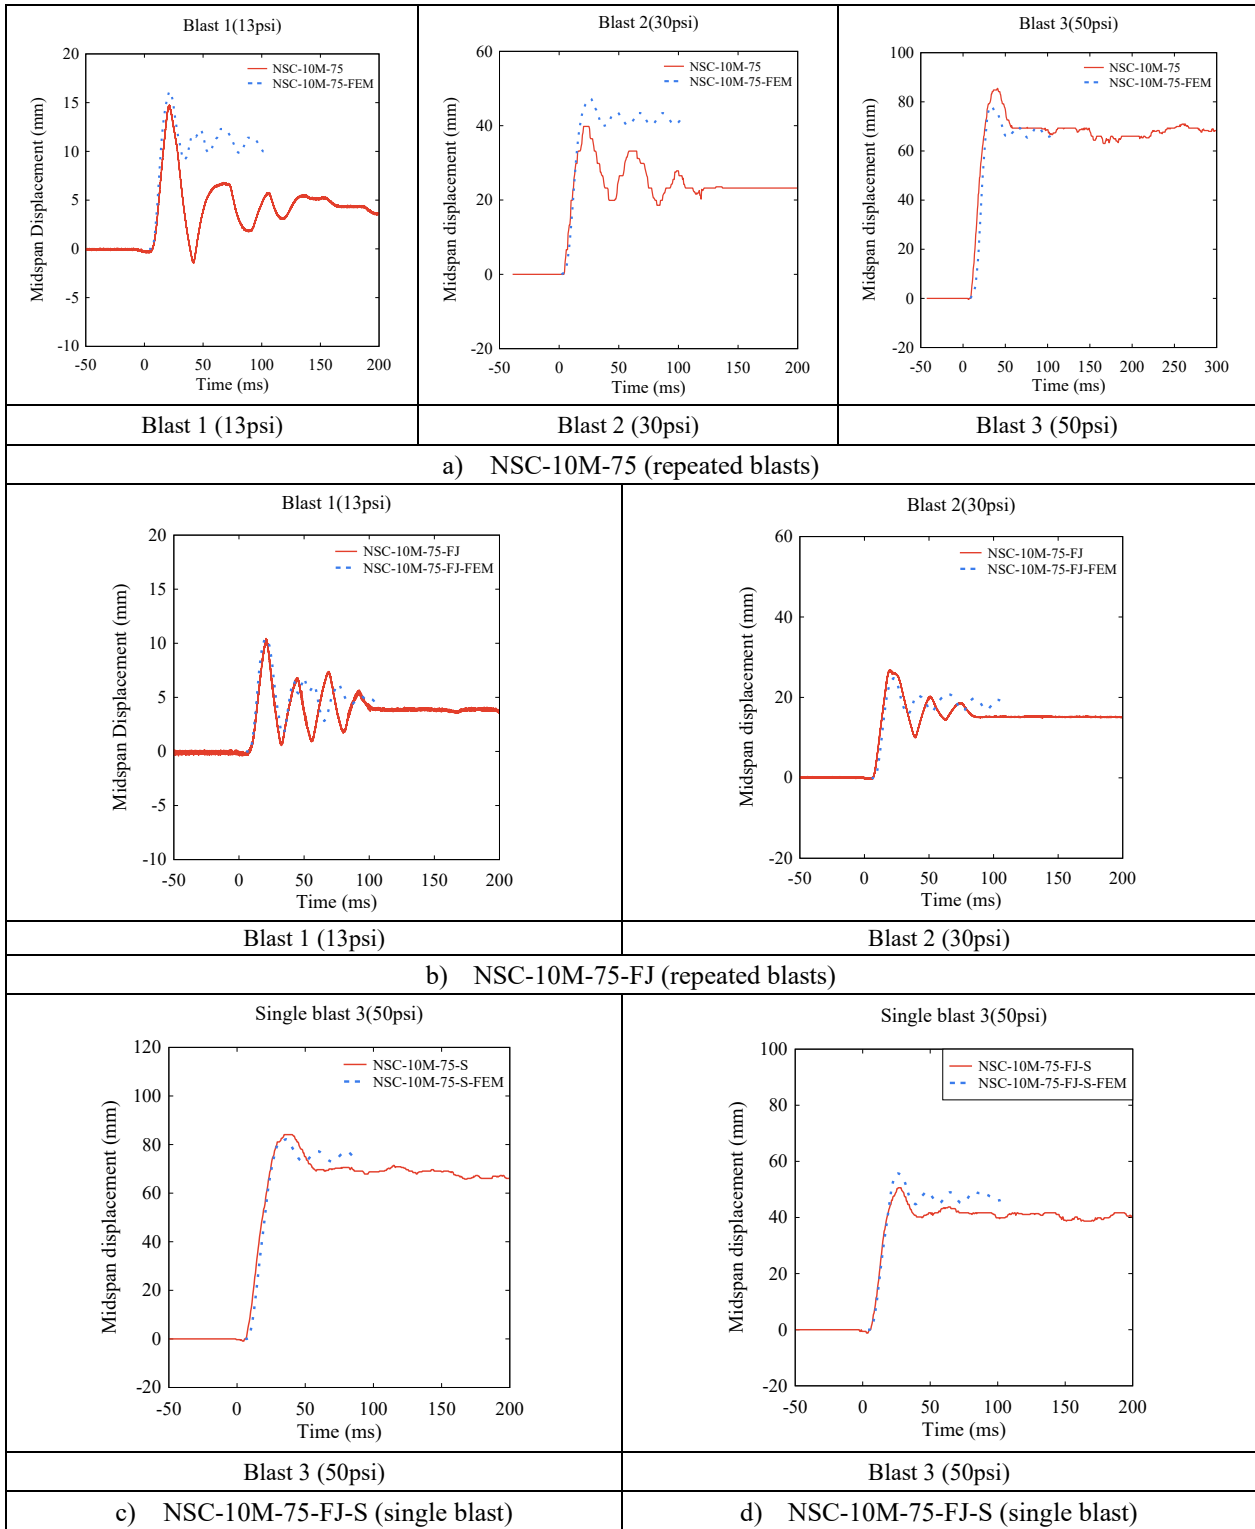 Blast 1(13psi)
20
15
10
5
0
-5
-10
-50
0
50
100
150
200
Midspan Displacement (mm)
Time (ms)
NSC-10M-75
NSC-10M-75-FEM
Blast 2(30psi)
60
40
20
0
-20
-50
0
50
100
150
200
Midspan displacement (mm)
Time (ms)
NSC-10M-75
NSC-10M-75-FEM
Blast 3(50psi)
100
80
60
40
20
0
-20
-50
0
50
100
150
200
250
300
Midspan displacement (mm)
Time (ms)
NSC-10M-75
NSC-10M-75-FEM
Blast 1 (13psi)
Blast 2 (30psi)
Blast 3 (50psi)
a) NSC-10M-75 (repeated blasts)
Blast 1(13psi)
20
15
10
5
0
-5
-10
-50
0
50
100
150
200
Midspan Displacement (mm)
Time (ms)
NSC-10M-75-FJ
NSC-10M-75-FJ-FEM
Blast 2(30psi)
60
40
20
0
-20
-50
0
50
100
150
200
Midspan Displacement (mm)
Time (ms)
NSC-10M-75-FJ
NSC-10M-75-FJ-FEM
Blast 1 (13psi)
Blast 2 (30psi)
b) NSC-10M-75-FJ (repeated blasts)
Single blast 3(50psi)
120
100
80
60
40
20
0
-20
-50
0
50
100
150
200
Midspan displacement (mm)
Time (ms)
NSC-10M-75-S
NSC-10M-75-S-FEM
Single blast 3(50psi)
100
80
60
40
20
0
-20
-50
0
50
100
150
200
Midspan displacement (mm)
Time (ms)
NSC-10M-75-FJ-S
NSC-10M-75-FJ-S-FEM
Blast 3 (50psi)
Blast 3 (50psi)
c) NSC-10M-75-FJ-S (single blast)
d) NSC-10M-75-FJ-S (single blast)